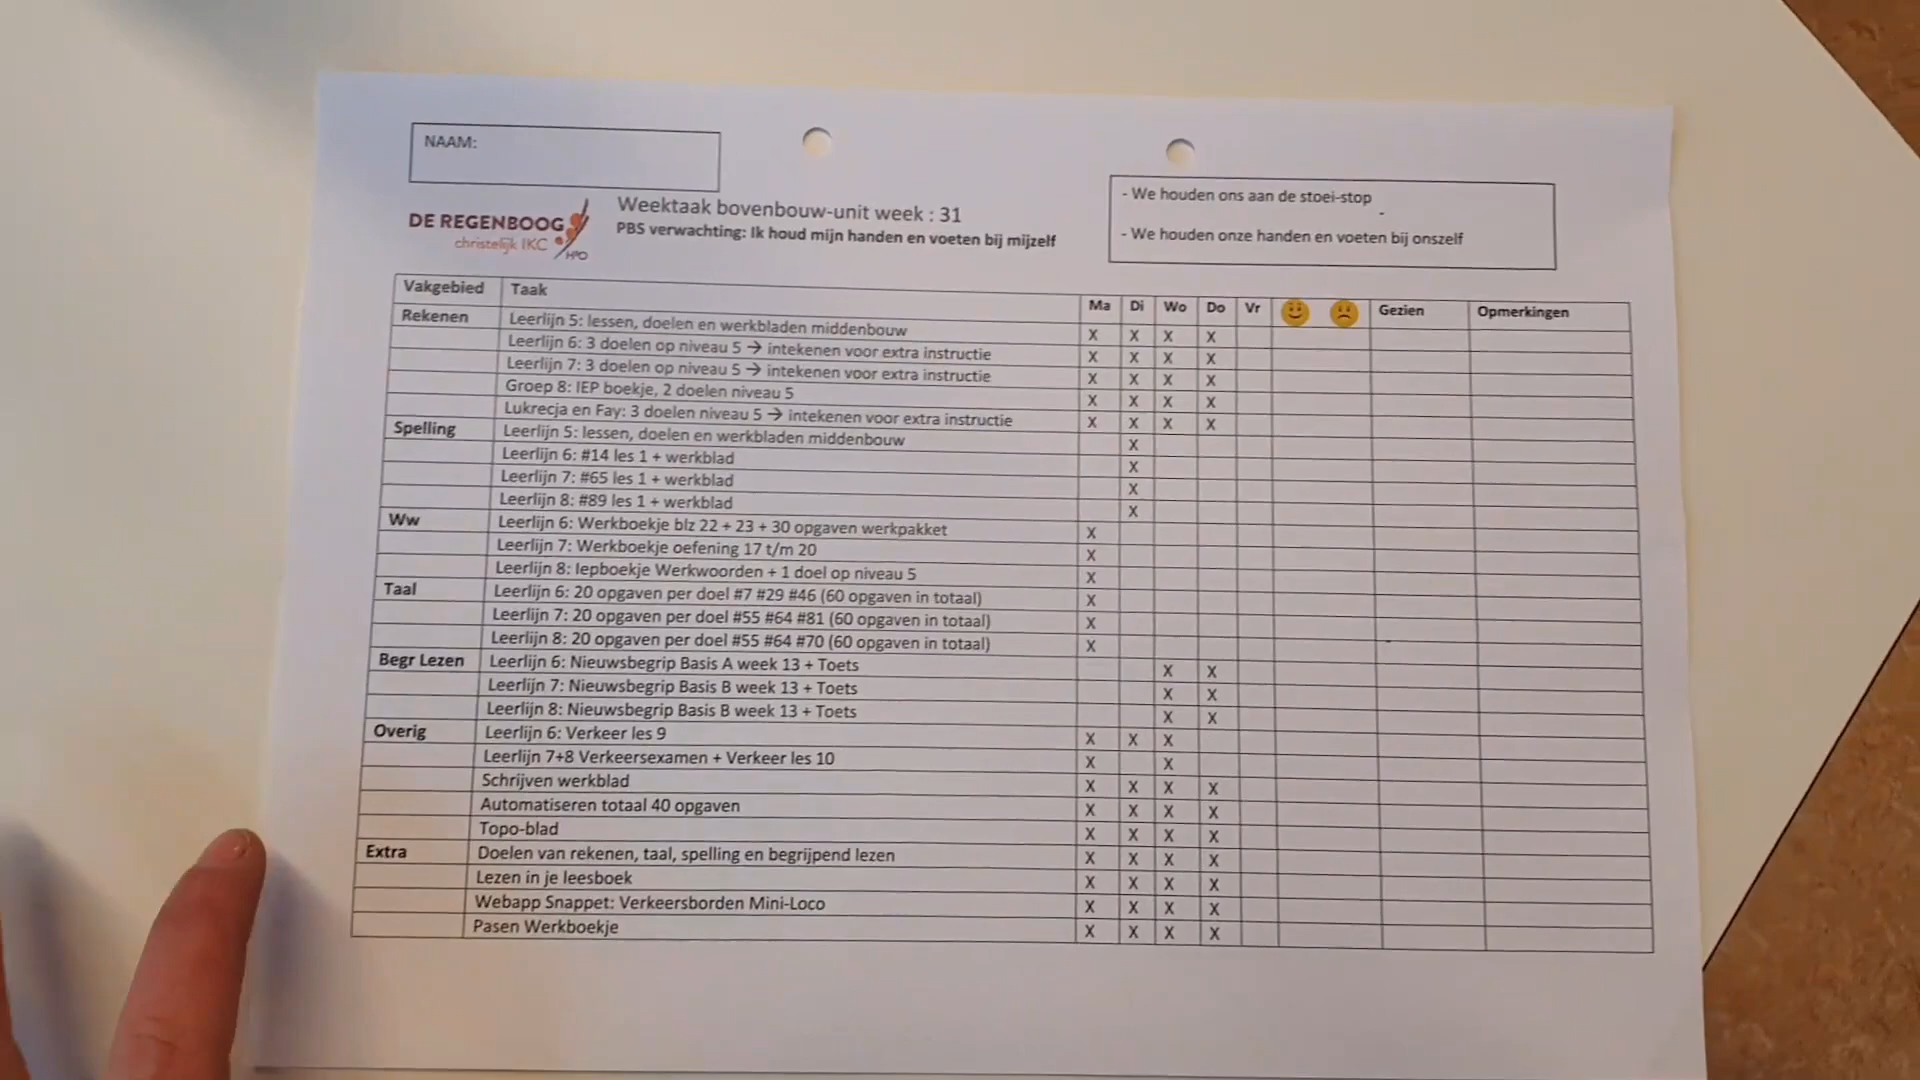 NAAM:
DE REGENBOOG
christelijk IKC
H²O
Weektaak bovenbouw-unit week : 31
PBS verwachting: Ik houd mijn handen en voeten bij mijzelf
- We houden ons aan de stoei-stop
- We houden onze handen en voeten bij onszelf
Vakgebied Taak Ma Di Wo Do Vr Gezien Opmerkingen
Rekenen Leerlijn 5: lessen, doelen en werkbladen middenbouw X X X X
Leerlijn 6: 3 doelen op niveau 5 → intekenen voor extra instructie X X X X
Leerlijn 7: 3 doelen op niveau 5 → intekenen voor extra instructie X X X X
Groep 8: IEP boekje, 2 doelen niveau 5 X X X X
Lukrecja en Fay: 3 doelen niveau 5 → intekenen voor extra instructie X X X X
Spelling Leerlijn 5: lessen, doelen en werkbladen middenbouw X
Leerlijn 6: #14 les 1 + werkblad X
Leerlijn 7: #65 les 1 + werkblad X
Leerlijn 8: #89 les 1 + werkblad X
Ww Leerlijn 6: Werkboekje blz 22 + 23 + 30 opgaven werkpakket X
Leerlijn 7: Werkboekje oefening 17 t/m 20 X
Leerlijn 8: Iepboekje Werkwoorden + 1 doel op niveau 5 X
Taal Leerlijn 6: 20 opgaven per doel #7 #29 #46 (60 opgaven in totaal) X
Leerlijn 7: 20 opgaven per doel #55 #64 #81 (60 opgaven in totaal) X
Leerlijn 8: 20 opgaven per doel #55 #64 #70 (60 opgaven in totaal) X
Begr Lezen Leerlijn 6: Nieuwsbegrip Basis A week 13 + Toets X X
Leerlijn 7: Nieuwsbegrip Basis B week 13 + Toets X X
Leerlijn 8: Nieuwsbegrip Basis B week 13 + Toets X X
Overig Leerlijn 6: Verkeer les 9 X X X
Leerlijn 7+8 Verkeersexamen + Verkeer les 10 X X
Schrijven werkblad X X X X
Automatiseren totaal 40 opgaven X X X X
Topo-blad X X X X
Extra Doelen van rekenen, taal, spelling en begrijpend lezen X X X X
Lezen in je leesboek X X X X
Webapp Snappet: Verkeersborden Mini-Loco X X X X
Pasen Werkboekje X X X X